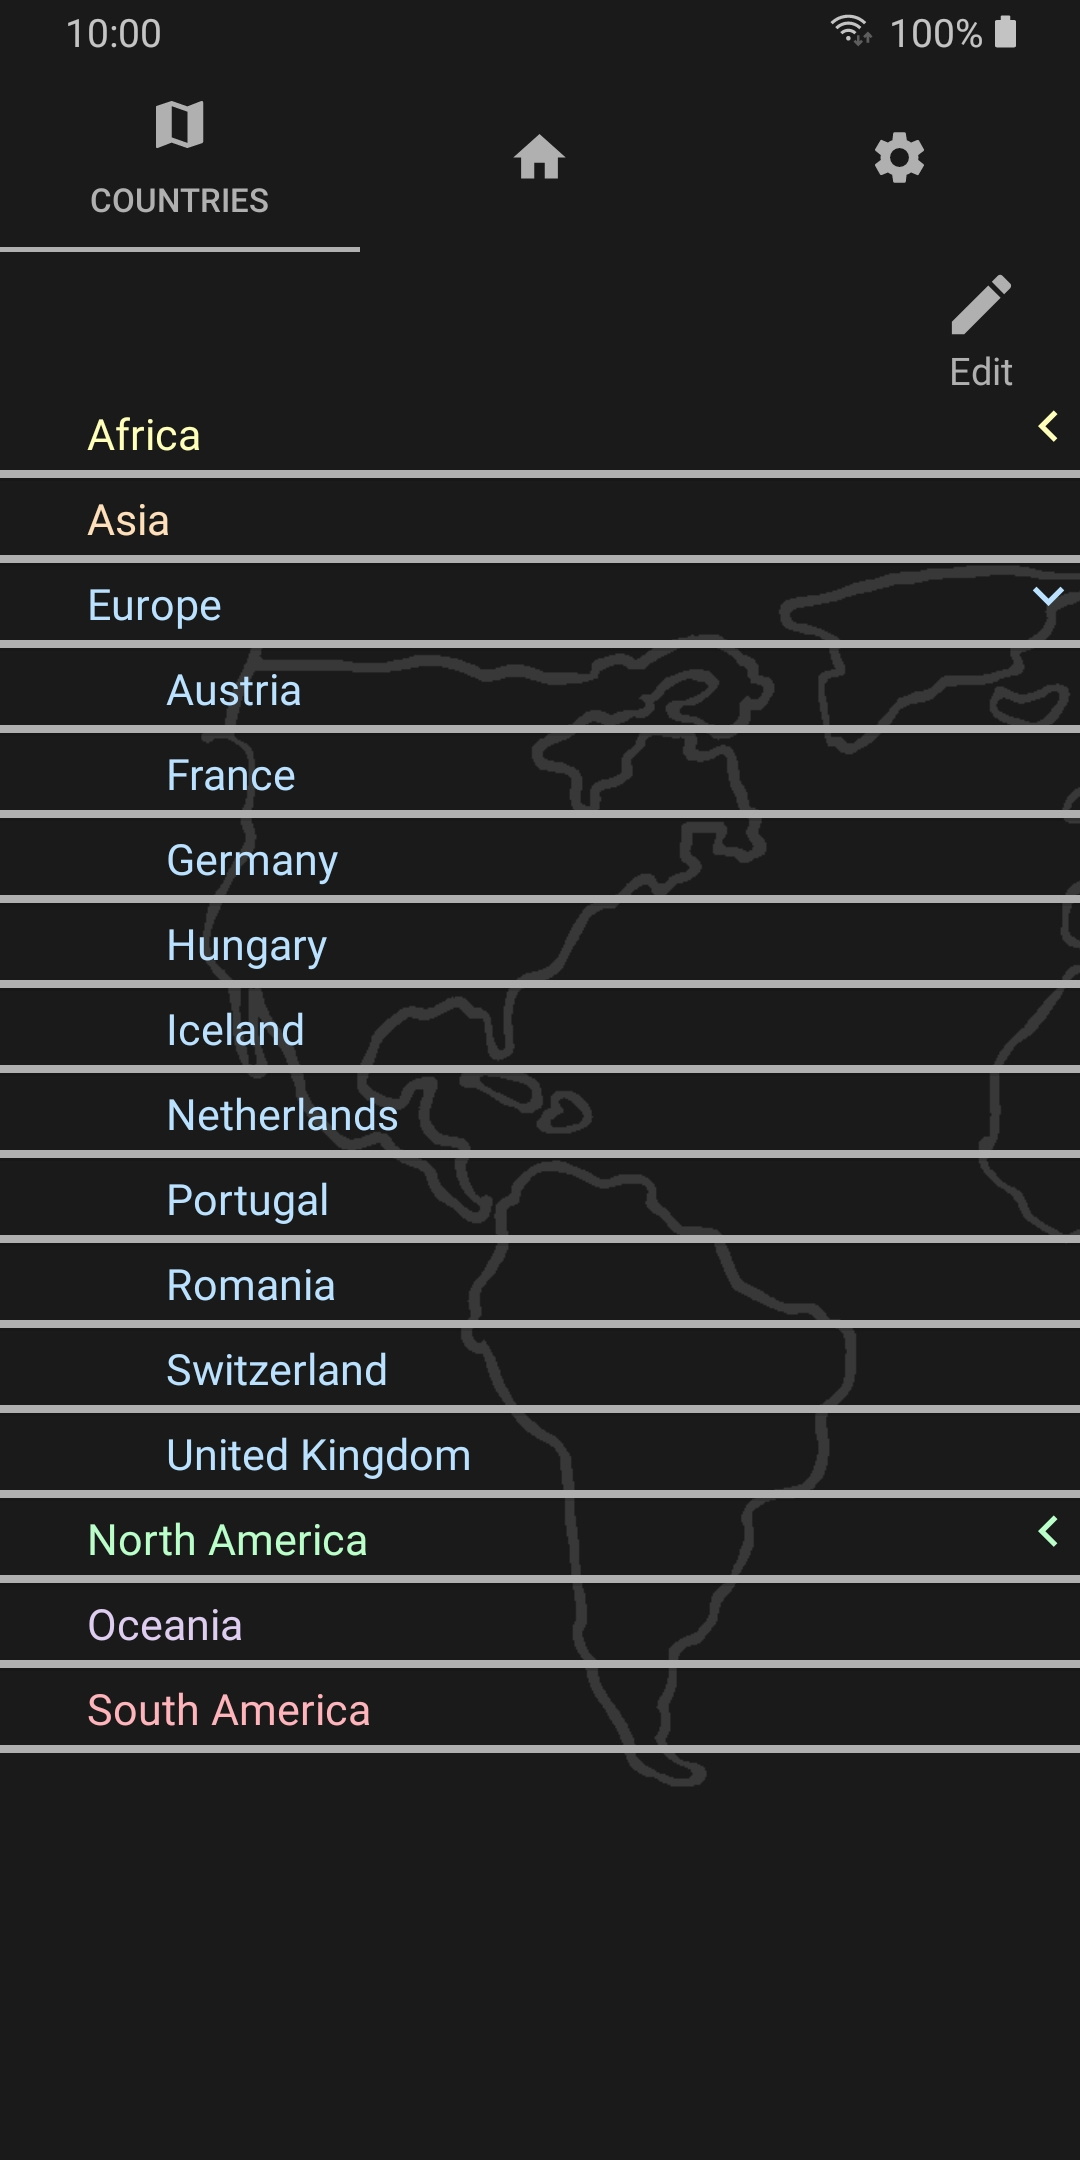 10:00
100%
COUNTRIES
Edit
Africa
Asia
Europe
Austria
France
Germany
Hungary
Iceland
Netherlands
Portugal
Romania
Switzerland
United Kingdom
North America
Oceania
South America